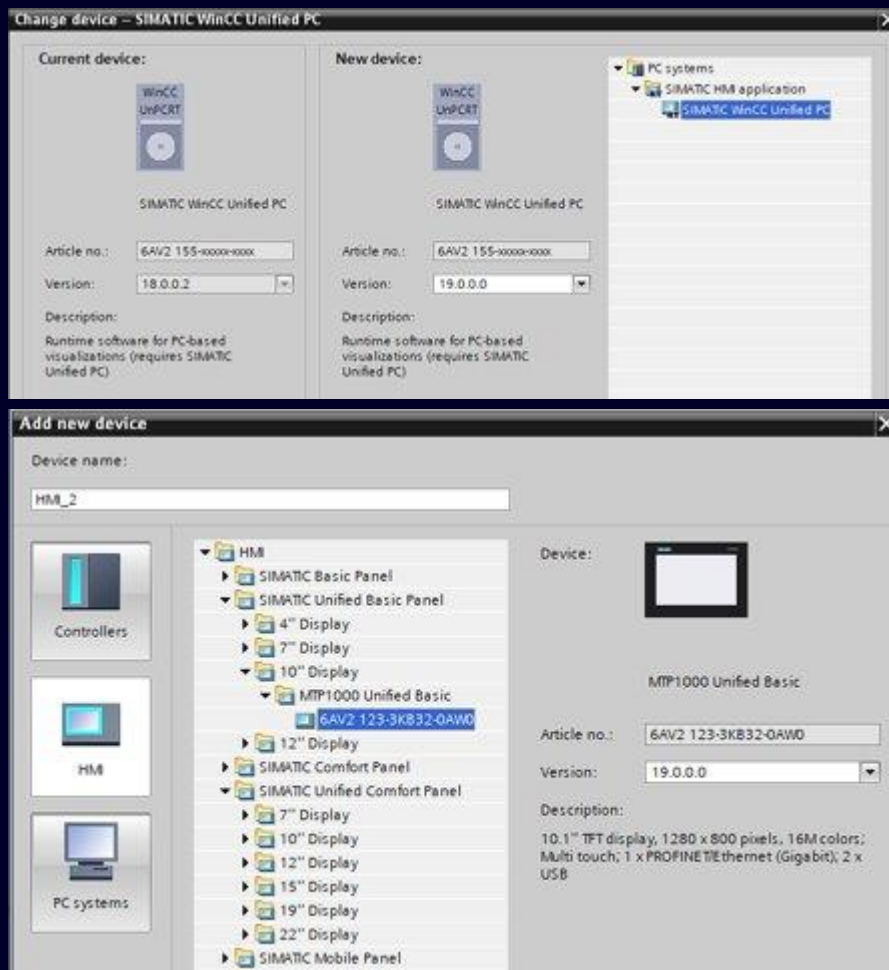 Change device – SIMATIC WinCC Unified PC
Current device:
WinCC
UnPCRT
SIMATIC WinCC Unified PC
Article no.: 6AV2 155-xxxxx-xxxx
Version: 18.0.0.2
Description:
Runtime software for PC-based
visualizations (requires SIMATIC
Unified PC)
New device:
WinCC
UnPCRT
SIMATIC WinCC Unified PC
Article no.: 6AV2 155-xxxxx-xxxx
Version: 19.0.0.0
Description:
Runtime software for PC-based
visualizations (requires SIMATIC
Unified PC)
PC systems
SIMATIC HMI application
SIMATIC WinCC Unified PC
Add new device
Device name:
HMI_2
Controllers
HMI
PC systems
HMI
SIMATIC Basic Panel
SIMATIC Unified Basic Panel
4" Display
7" Display
10" Display
MTP1000 Unified Basic
6AV2 123-3KB32-0AW0
12" Display
SIMATIC Comfort Panel
SIMATIC Unified Comfort Panel
7" Display
10" Display
12" Display
15" Display
19" Display
22" Display
SIMATIC Mobile Panel
Device:
MTP1000 Unified Basic
Article no.: 6AV2 123-3KB32-0AW0
Version: 19.0.0.0
Description:
10.1" TFT display, 1280 x 800 pixels, 16M colors;
Multi touch; 1 x PROFINET/Ethernet (Gigabit); 2 x
USB